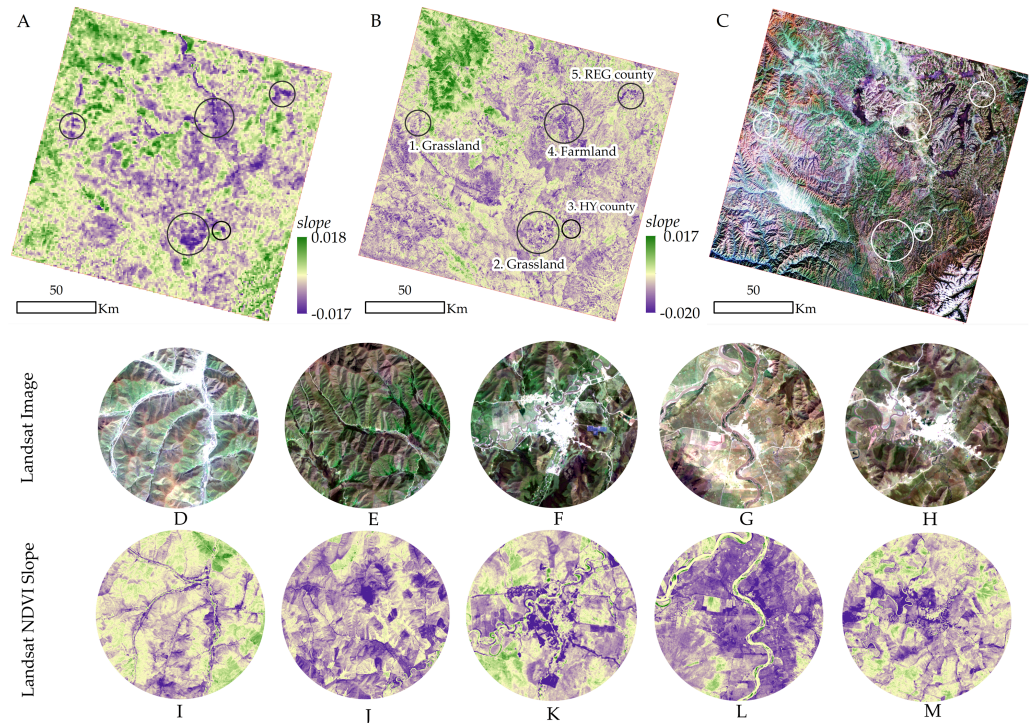 A
B
C
5. REG county
1. Grassland
4. Farmland
3. HY county
2. Grassland
slope
0.018
-0.017
slope
0.017
-0.020
50
Km
50
Km
50
Km
Landsat Image
D
E
F
G
H
Landsat NDVI Slope
I
J
K
L
M